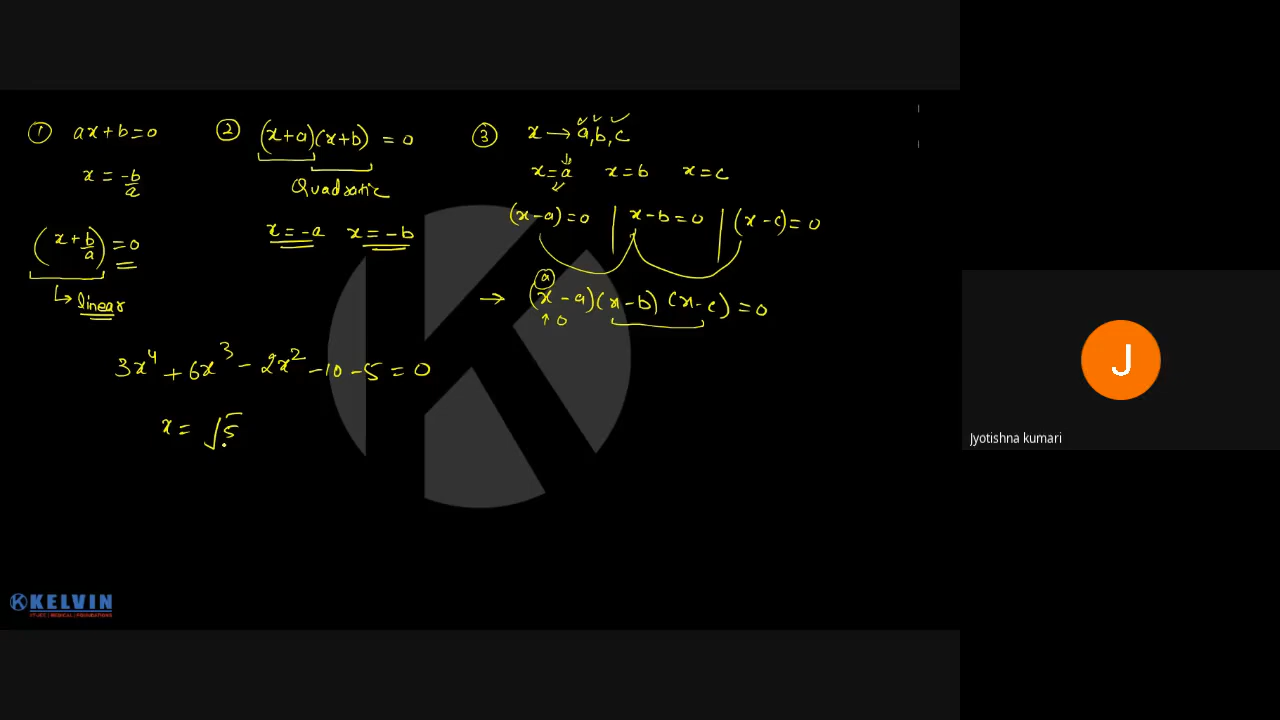 ① ax+b=0
x = -b/a
(x + b/a) = 0
↳ linear
② (x+a)(x+b) = 0
Quadratic
x = -a x = -b
③ x → a, b, c
x = a x = b x = c
(x-a) = 0 | x-b = 0 | (x-c) = 0
a
→ (x-a)(x-b)(x-c) = 0
↑ 0
3x⁴ + 6x³ - 2x² - 10 - 5 = 0
x = √5
J
Jyotishna kumari
KELVIN